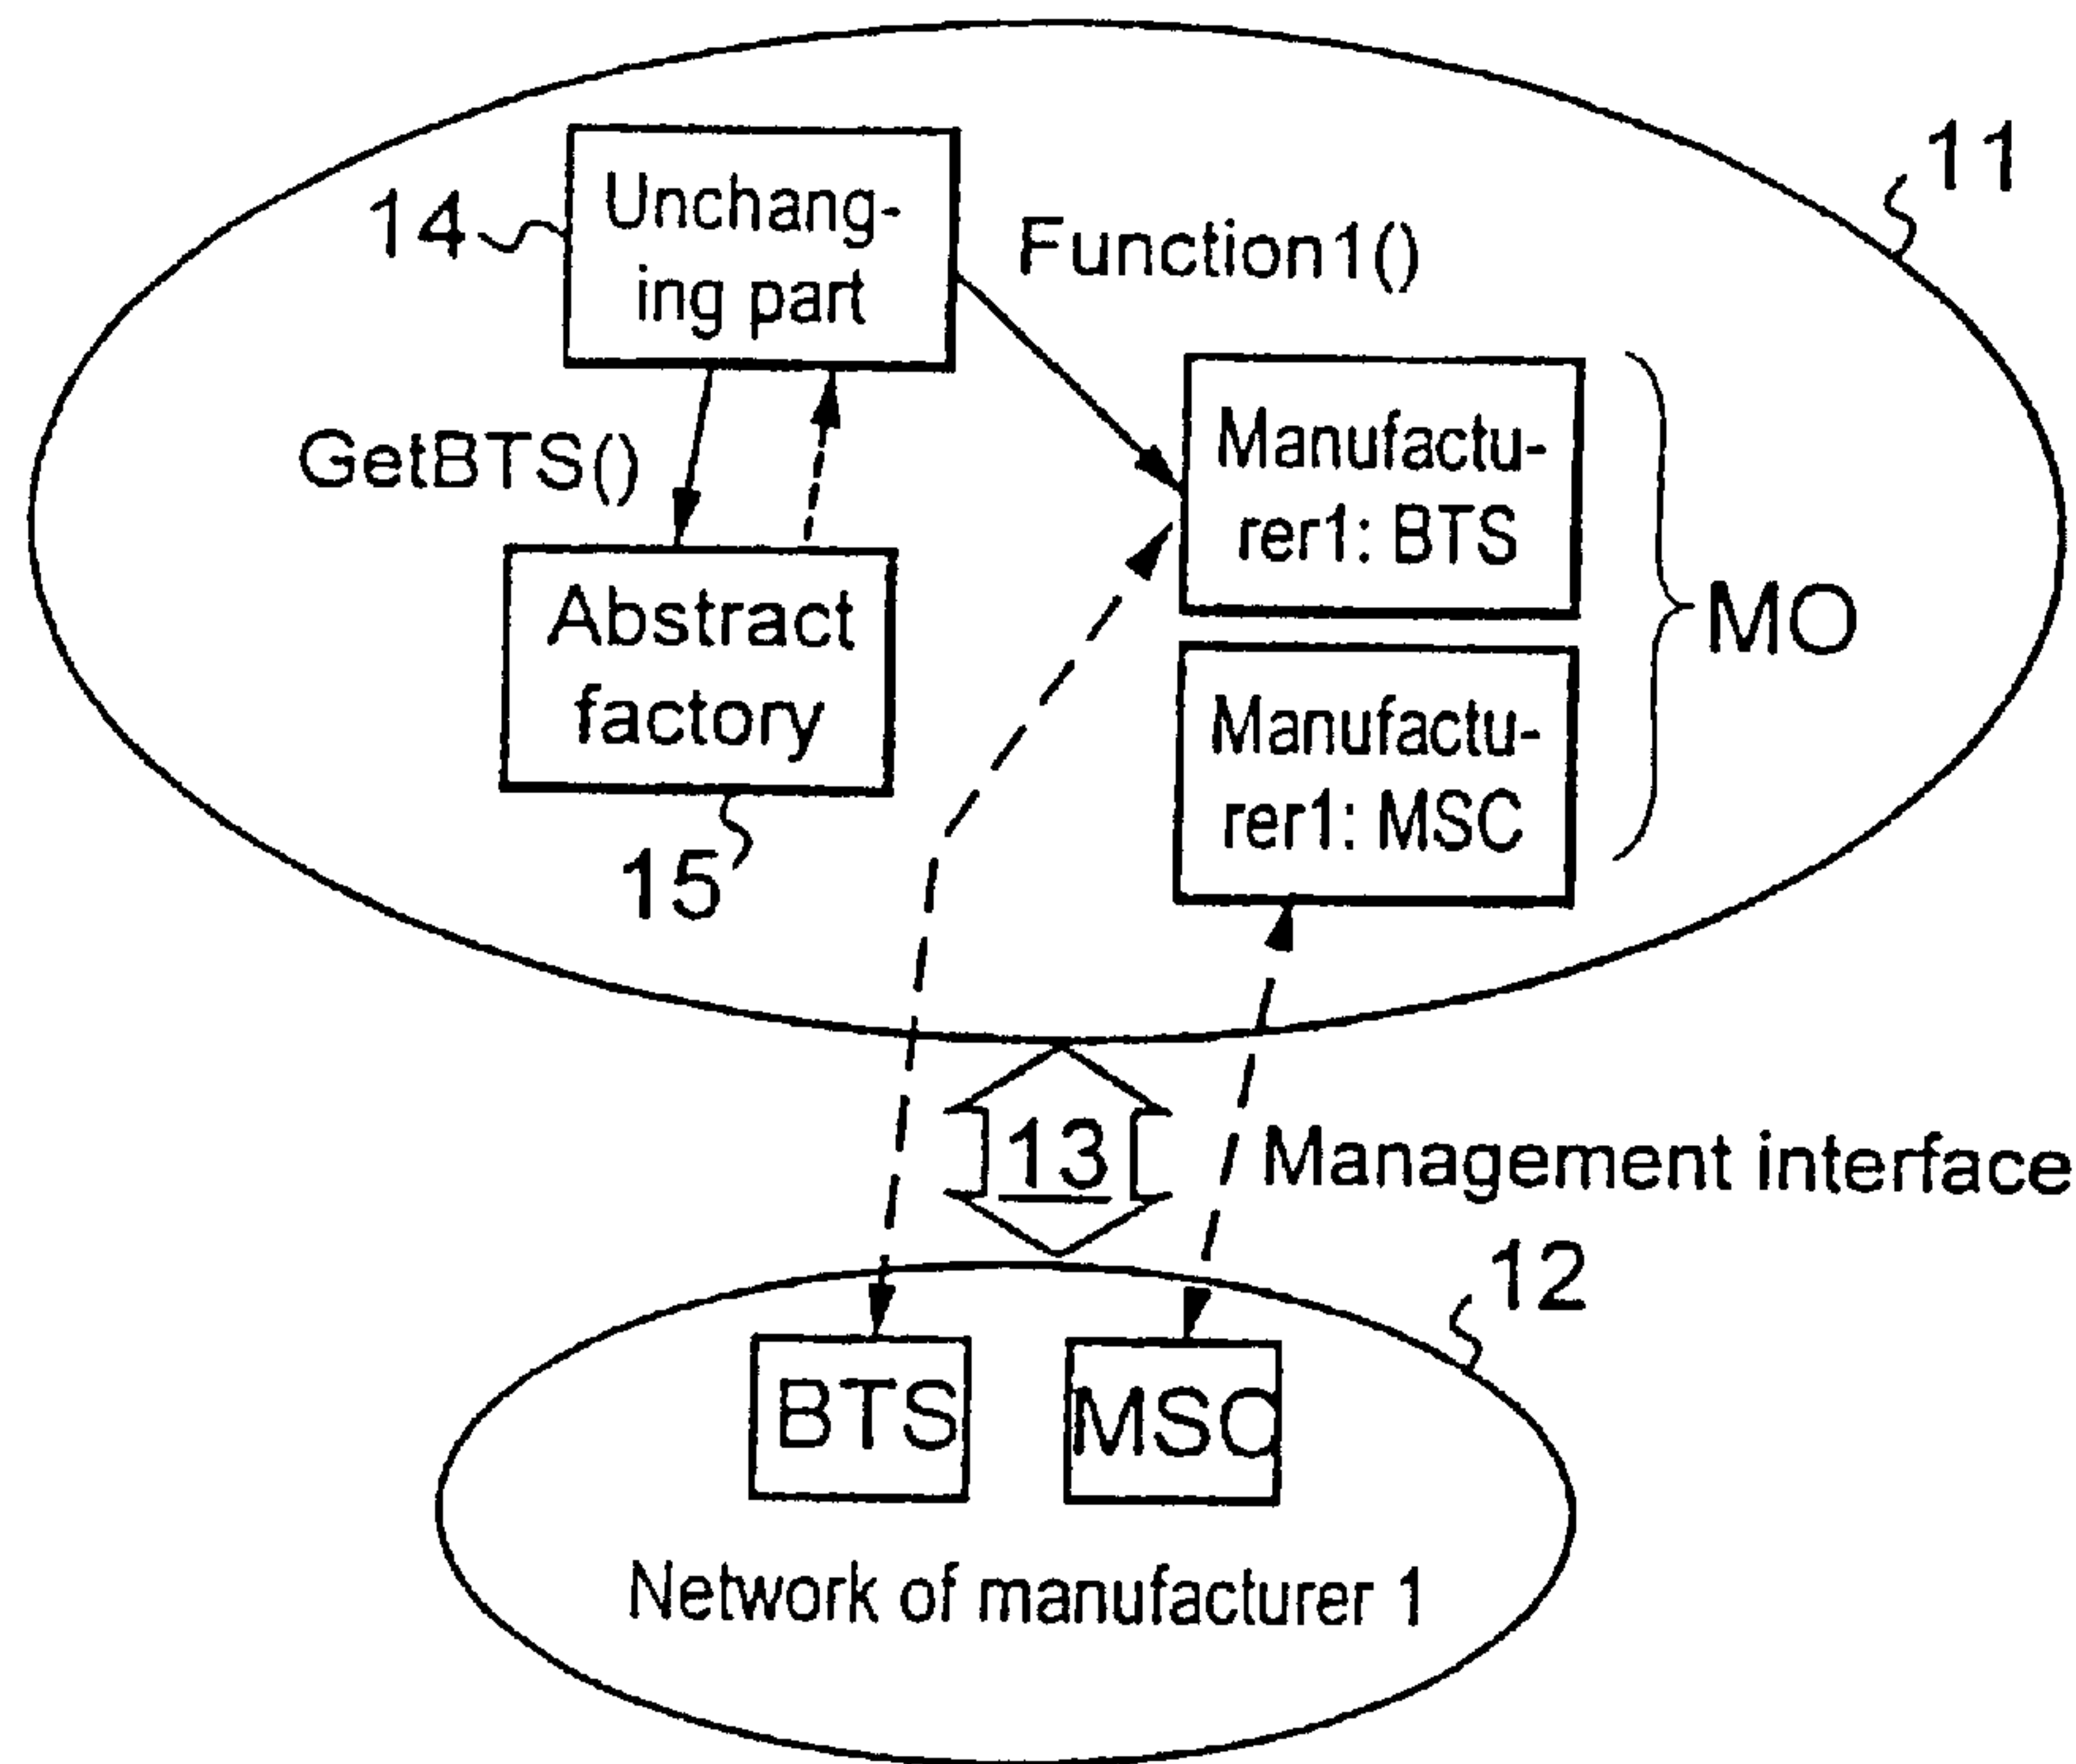 11
14
Unchang-
ing part
Function1()
GetBTS()
Manufactu-
rer1: BTS
MO
Abstract
factory
Manufactu-
rer1: MSC
15
13
Management interface
12
BTS
MSC
Network of manufacturer 1